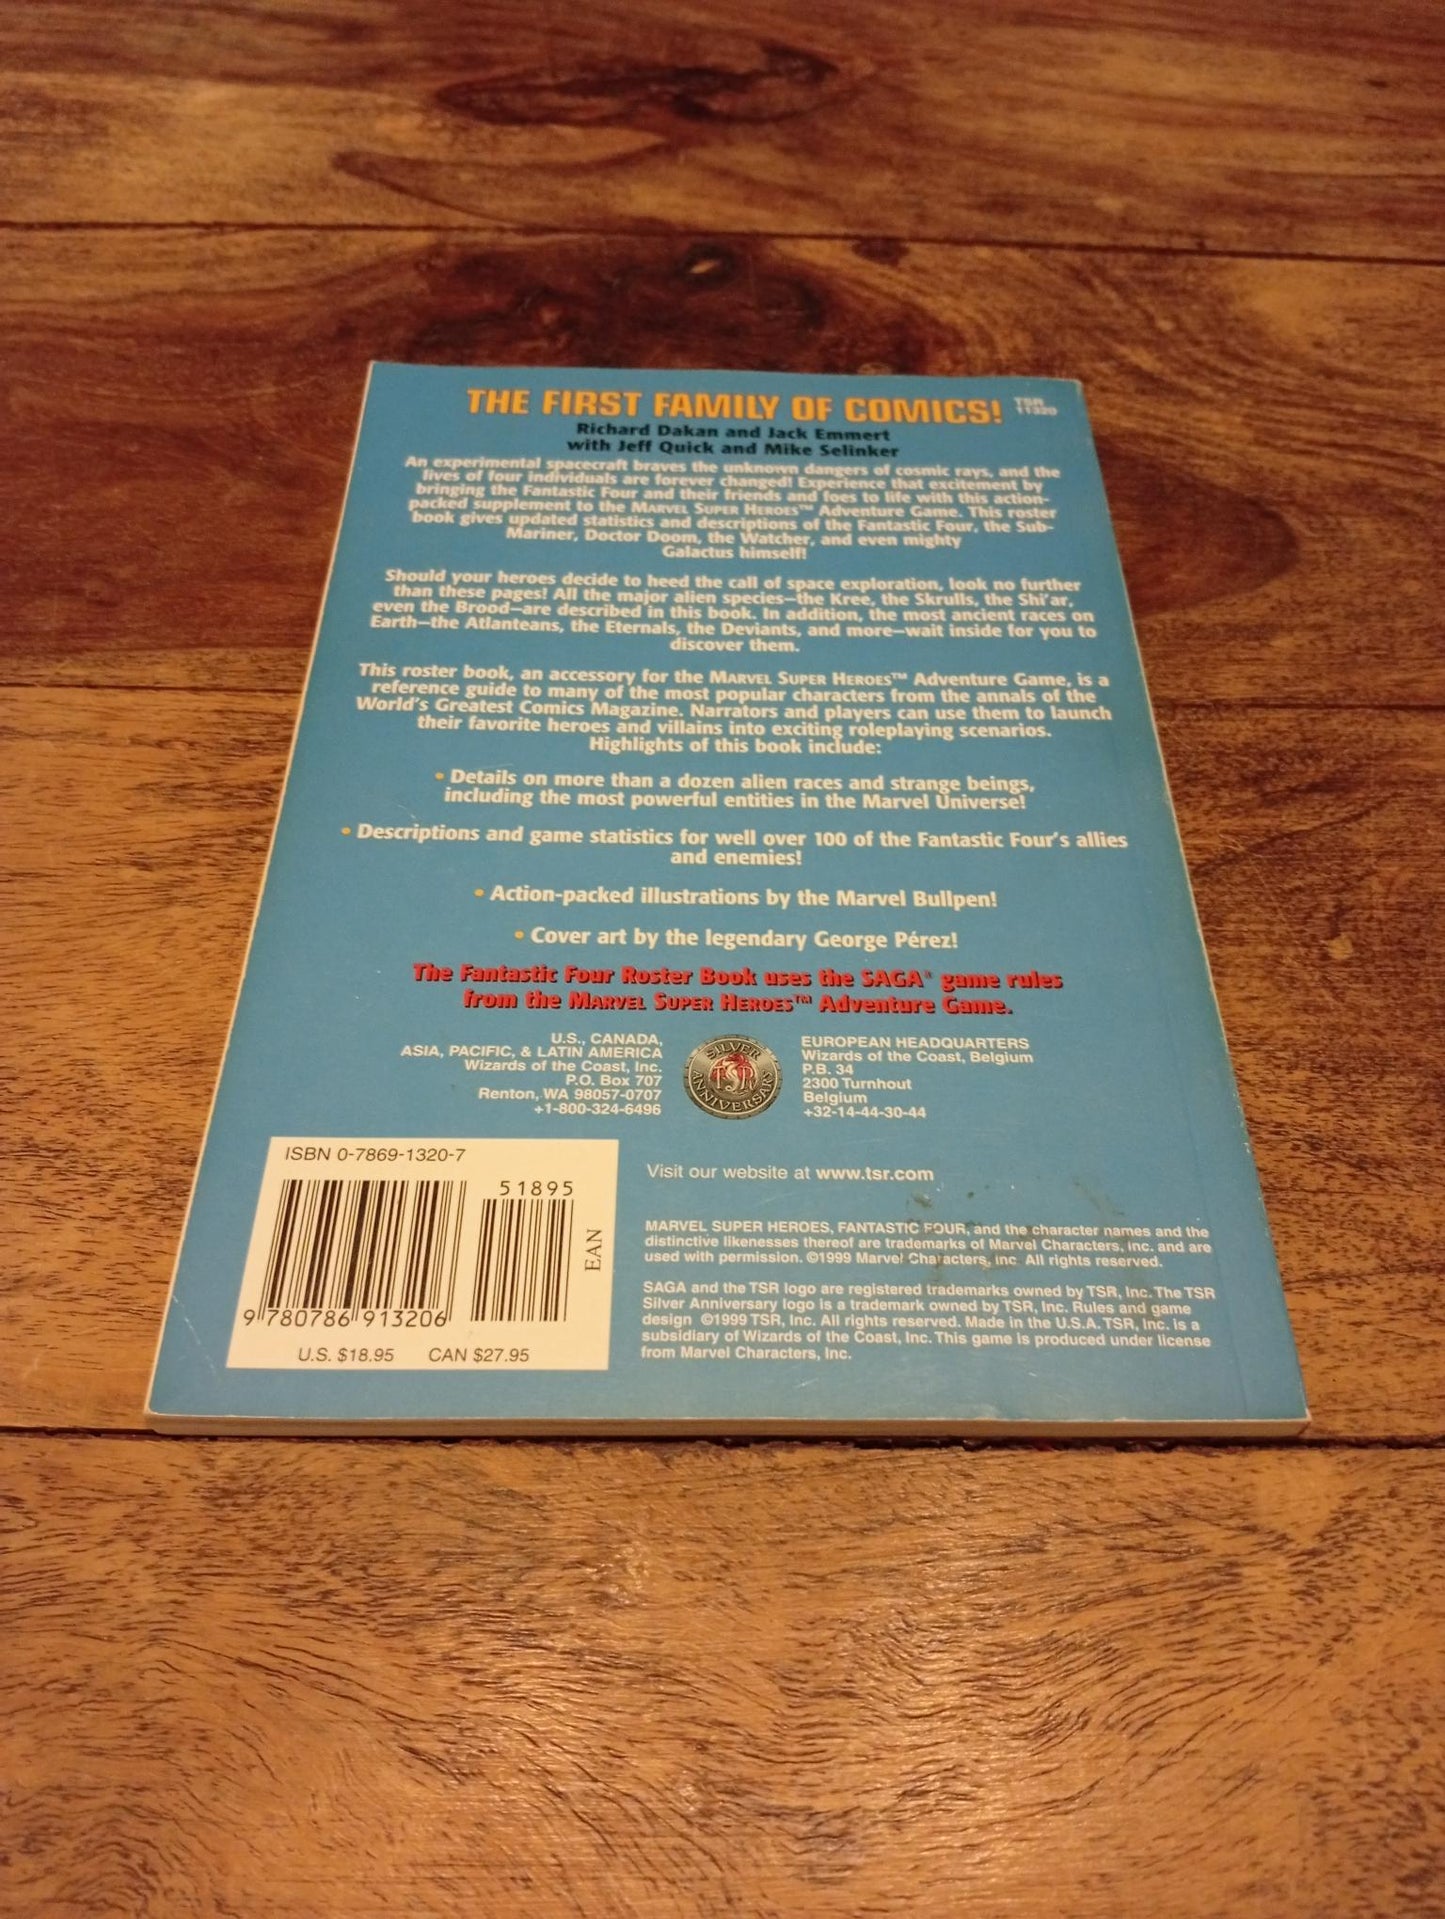 THE FIRST FAMILY OF COMICS!
TSR
11320
Richard Dakan and Jack Emmert
with Jeff Quick and Mike Selinker
An experimental spacecraft braves the unknown dangers of cosmic rays, and the
lives of four individuals are forever changed! Experience that excitement by
bringing the Fantastic Four and their friends and foes to life with this action-
packed supplement to the MARVEL SUPER HEROES™ Adventure Game. This roster
book gives updated statistics and descriptions of the Fantastic Four, the Sub-
Mariner, Doctor Doom, the Watcher, and even mighty
Galactus himself!
Should your heroes decide to heed the call of space exploration, look no further
than these pages! All the major alien species—the Kree, the Skrulls, the Shi'ar,
even the Brood—are described in this book. In addition, the most ancient races on
Earth—the Atlanteans, the Eternals, the Deviants, and more—wait inside for you to
discover them.
This roster book, an accessory for the MARVEL SUPER HEROES™ Adventure Game, is a
reference guide to many of the most popular characters from the annals of the
World's Greatest Comics Magazine. Narrators and players can use them to launch
their favorite heroes and villains into exciting roleplaying scenarios.
Highlights of this book include:
• Details on more than a dozen alien races and strange beings,
including the most powerful entities in the Marvel Universe!
• Descriptions and game statistics for well over 100 of the Fantastic Four's allies
and enemies!
• Action-packed illustrations by the Marvel Bullpen!
• Cover art by the legendary George Pérez!
The Fantastic Four Roster Book uses the SAGA® game rules
from the MARVEL SUPER HEROES™ Adventure Game.
U.S., CANADA,
ASIA, PACIFIC, & LATIN AMERICA
Wizards of the Coast, Inc.
P.O. Box 707
Renton, WA 98057-0707
+1-800-324-6496
SILVER
TSR
ANNIVERSARY
EUROPEAN HEADQUARTERS
Wizards of the Coast, Belgium
P.B. 34
2300 Turnhout
Belgium
+32-14-44-30-44
ISBN 0-7869-1320-7
51895
EAN
9 780786 913206
U.S. $18.95 CAN $27.95
Visit our website at www.tsr.com
MARVEL SUPER HEROES, FANTASTIC FOUR, and the character names and the
distinctive likenesses thereof are trademarks of Marvel Characters, Inc. and are
used with permission. ©1999 Marvel Characters, Inc. All rights reserved.
SAGA and the TSR logo are registered trademarks owned by TSR, Inc. The TSR
Silver Anniversary logo is a trademark owned by TSR, Inc. Rules and game
design ©1999 TSR, Inc. All rights reserved. Made in the U.S.A. TSR, Inc. is a
subsidiary of Wizards of the Coast, Inc. This game is produced under license
from Marvel Characters, Inc.